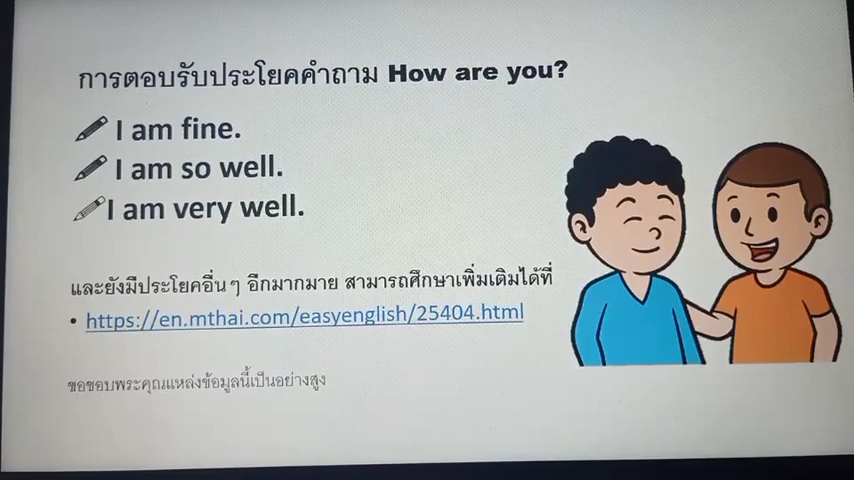 การตอบรับประโยคคำถาม How are you?
I am fine.
I am so well.
I am very well.
และยังมีประโยคอื่นๆ อีกมากมาย สามารถศึกษาเพิ่มเติมได้ที่
• https://en.mthai.com/easyenglish/25404.html
ขอขอบพระคุณแหล่งข้อมูลนี้เป็นอย่างสูง